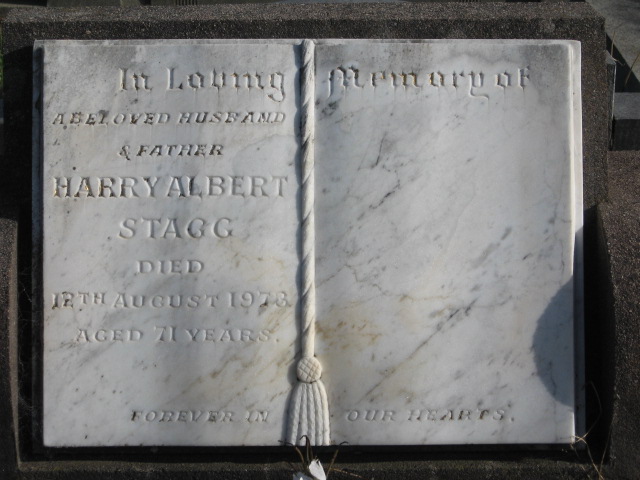 In Loving Memory of
A BELOVED HUSBAND
& FATHER
HARRY ALBERT
STAGG
DIED
12TH AUGUST
AGED 71 YEARS.
FOREVER IN OUR HEARTS.